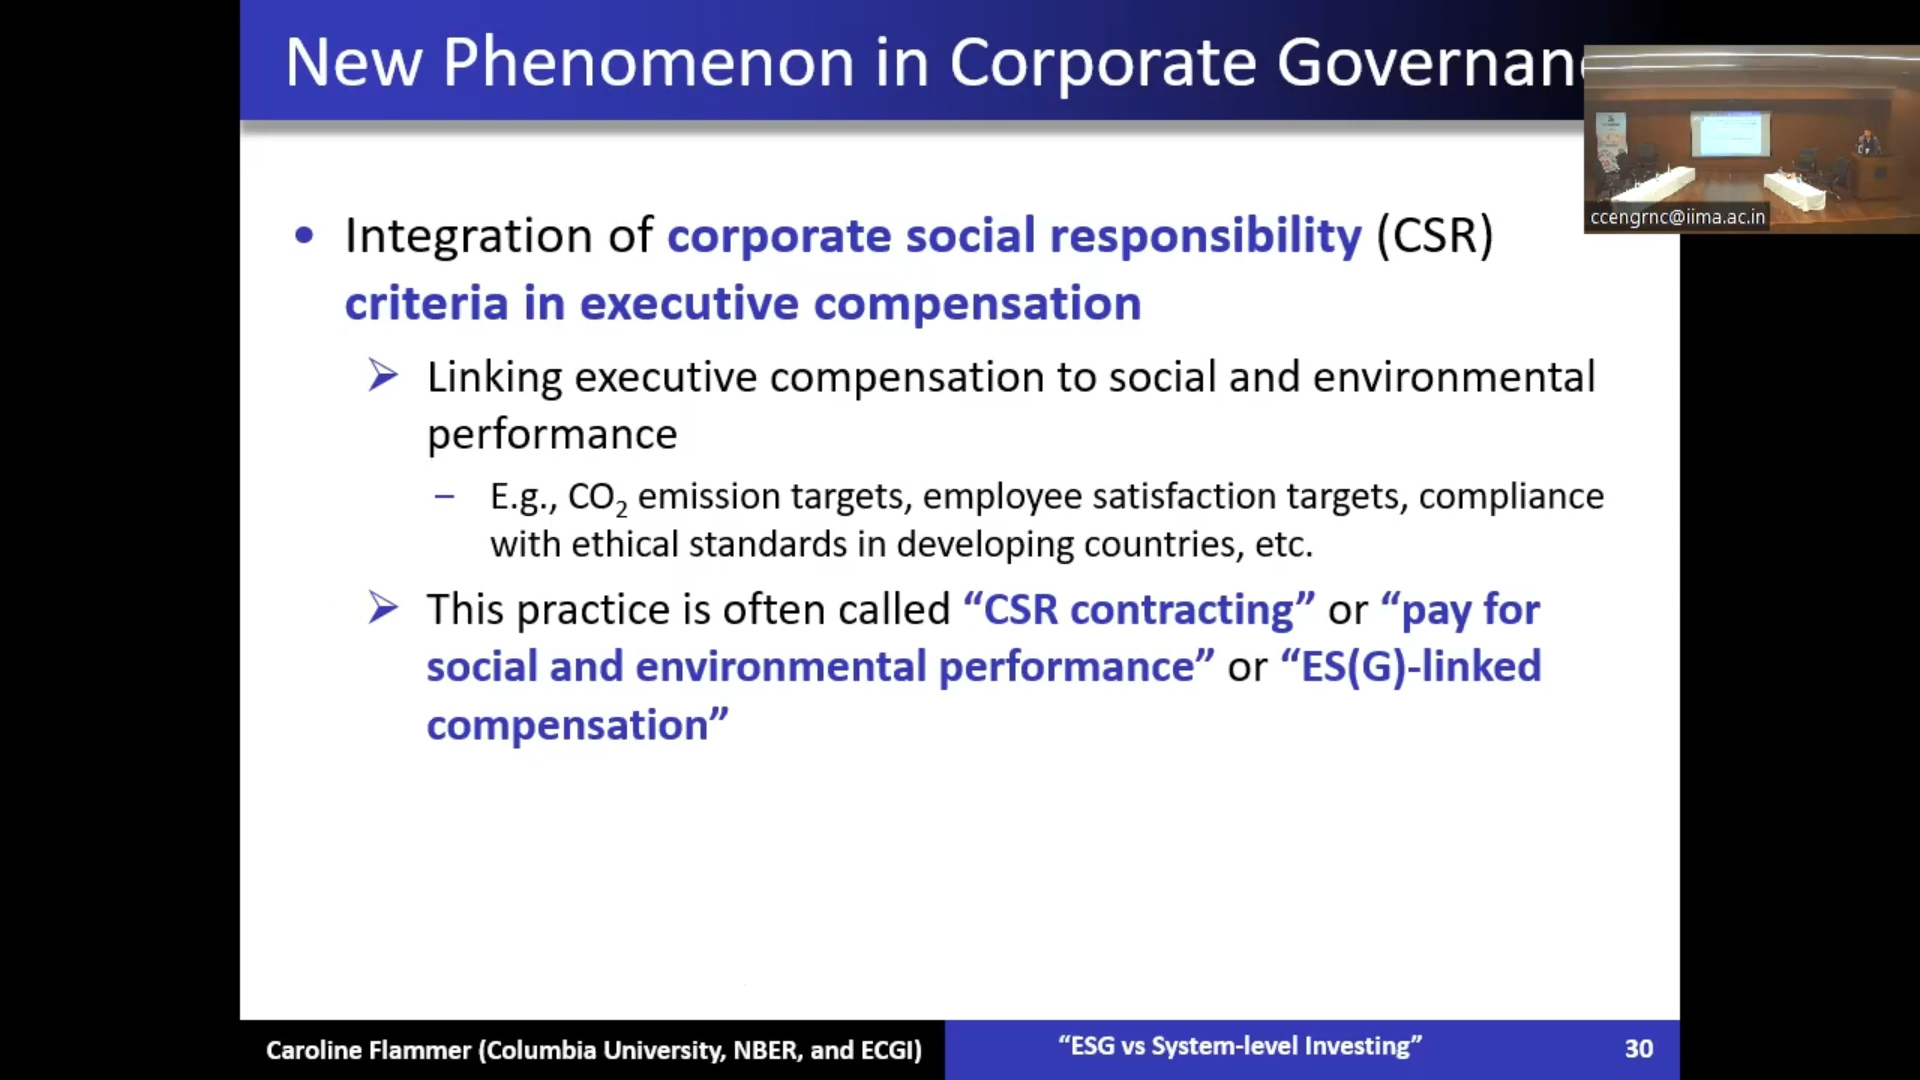 New Phenomenon in Corporate Governan
ccengrnc@iima.ac.in
• Integration of corporate social responsibility (CSR)
criteria in executive compensation
➢ Linking executive compensation to social and environmental
performance
– E.g., CO₂ emission targets, employee satisfaction targets, compliance
with ethical standards in developing countries, etc.
➢ This practice is often called “CSR contracting” or “pay for
social and environmental performance” or “ES(G)-linked
compensation”
Caroline Flammer (Columbia University, NBER, and ECGI)
“ESG vs System-level Investing”
30